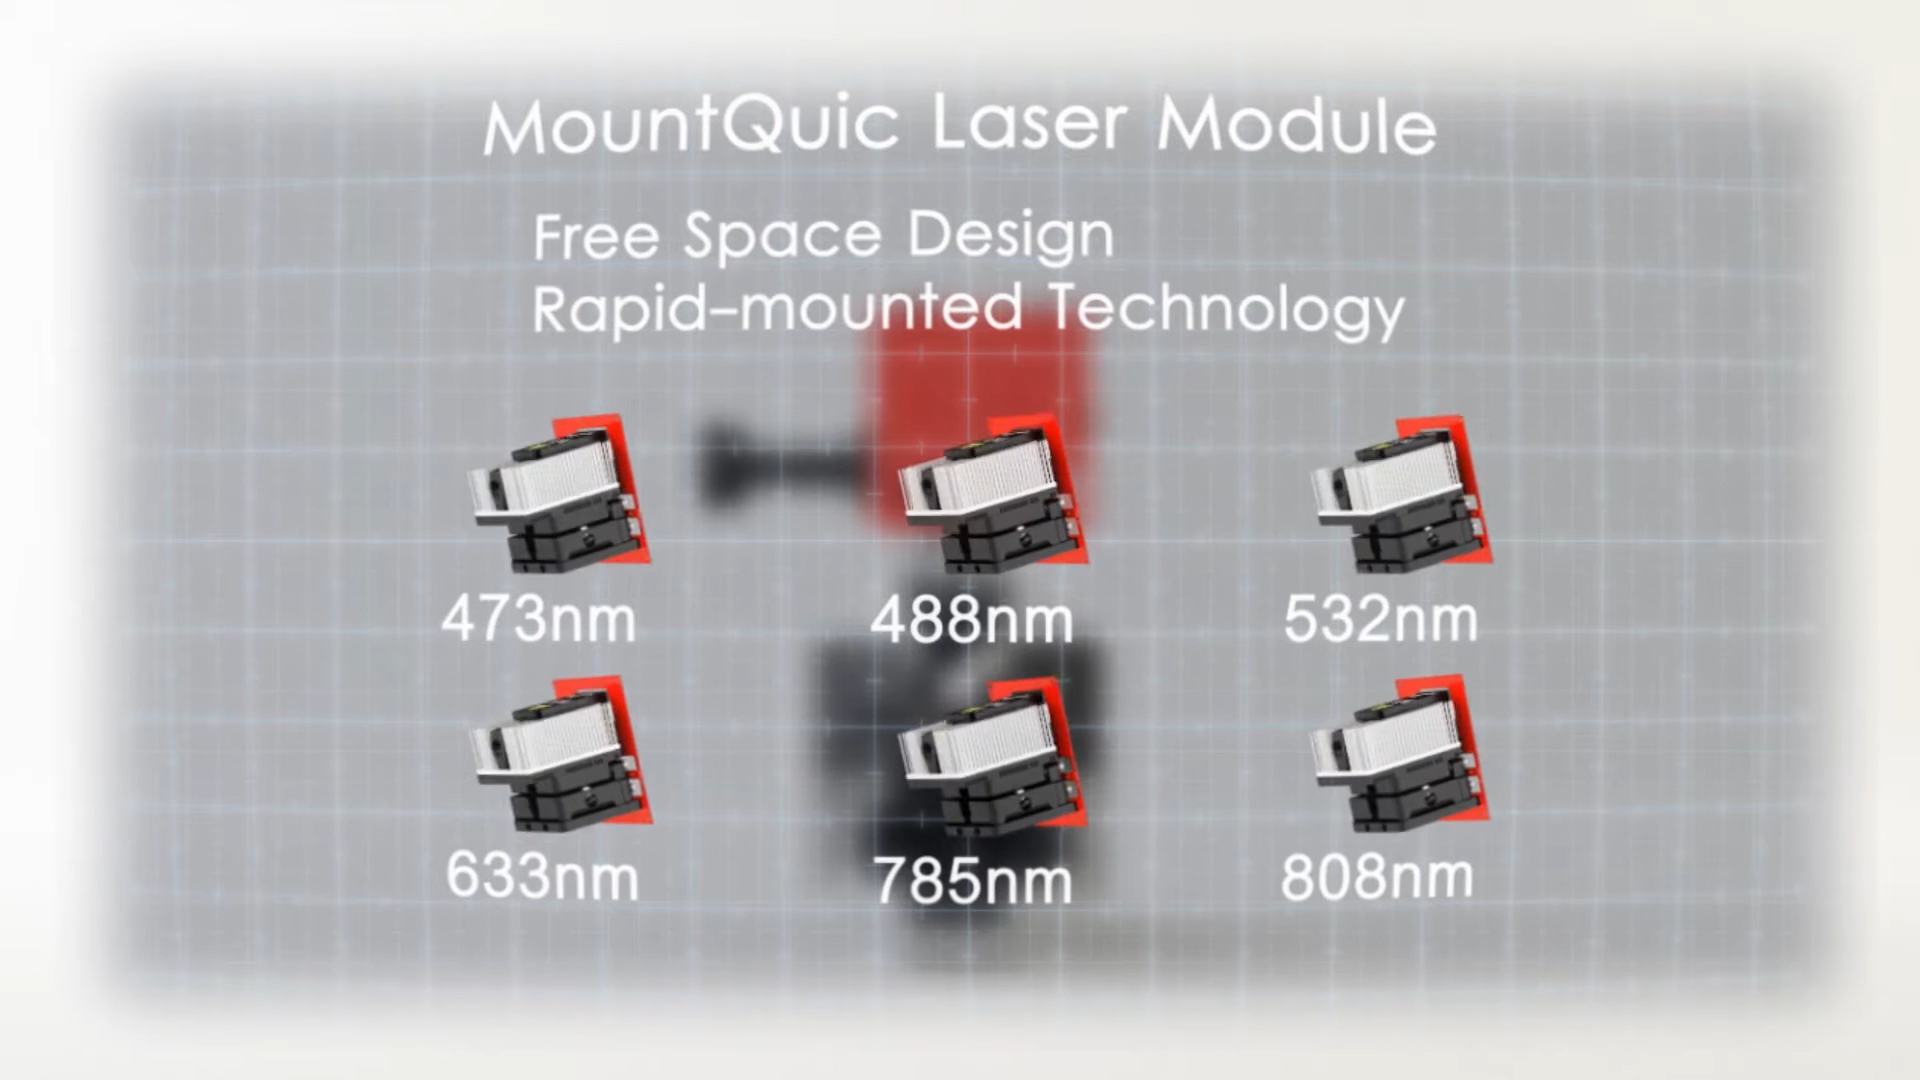 MountQuic Laser Module
Free Space Design
Rapid-mounted Technology
473nm
488nm
532nm
633nm
785nm
808nm